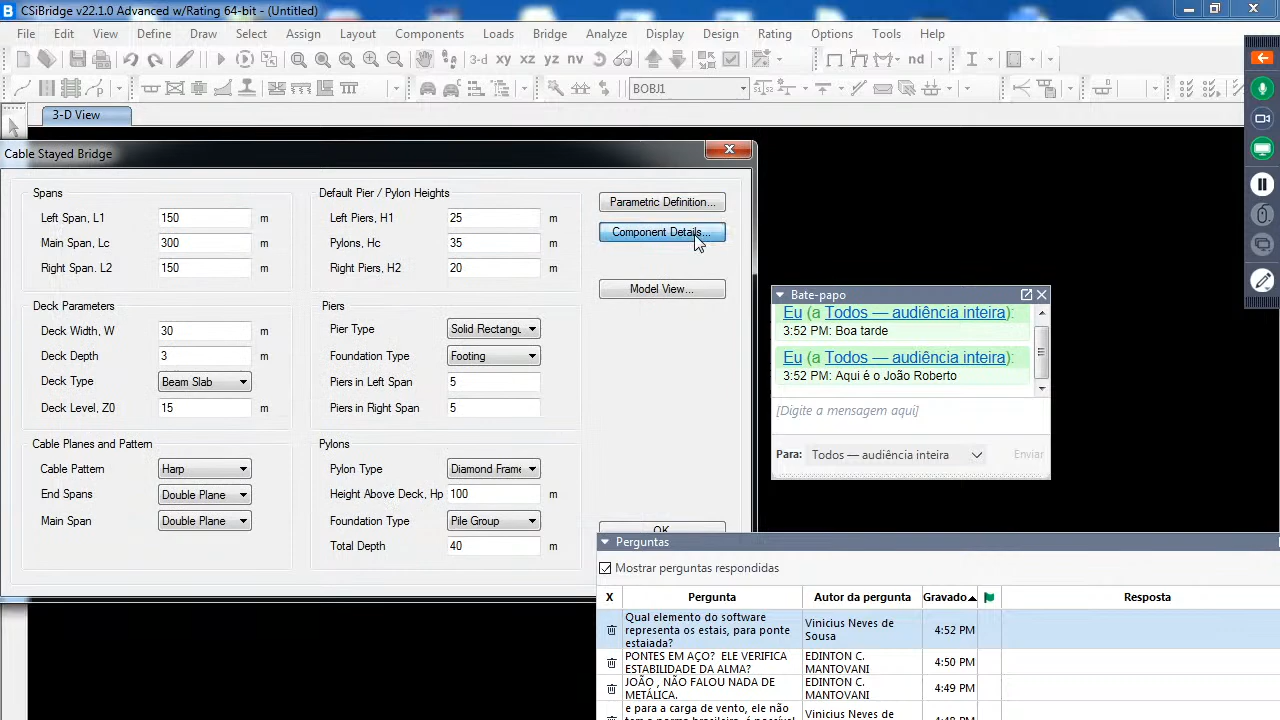 CSiBridge v22.1.0 Advanced w/Rating 64-bit - (Untitled)
File Edit View Define Draw Select Assign Layout Components Loads Bridge Analyze Display Design Rating Options Tools Help
3-d xy xz yz nv nd
BOBJ1
3-D View
Cable Stayed Bridge
Spans
Left Span, L1 150 m
Main Span, Lc 300 m
Right Span. L2 150 m
Default Pier / Pylon Heights
Left Piers, H1 25 m
Pylons, Hc 35 m
Right Piers, H2 20 m
Parametric Definition...
Component Details...
Model View...
Deck Parameters
Deck Width, W 30 m
Deck Depth 3 m
Deck Type Beam Slab
Deck Level, Z0 15 m
Piers
Pier Type Solid Rectangu
Foundation Type Footing
Piers in Left Span 5
Piers in Right Span 5
Cable Planes and Pattern
Cable Pattern Harp
End Spans Double Plane
Main Span Double Plane
Pylons
Pylon Type Diamond Frame
Height Above Deck, Hp 100 m
Foundation Type Pile Group
Total Depth 40 m
OK
Bate-papo
Eu (a Todos — audiência inteira):
3:52 PM: Boa tarde
Eu (a Todos — audiência inteira):
3:52 PM: Aqui é o João Roberto
[Digite a mensagem aqui]
Para: Todos — audiência inteira Enviar
Perguntas
Mostrar perguntas respondidas
X Pergunta Autor da pergunta Gravado Resposta
Qual elemento do software
representa os estais, para ponte
estaiada?
Vinicius Neves de
Sousa
4:52 PM
PONTES EM AÇO? ELE VERIFICA
ESTABILIDADE DA ALMA?
EDINTON C.
MANTOVANI
4:50 PM
JOÃO , NÃO FALOU NADA DE
METÁLICA.
EDINTON C.
MANTOVANI
4:49 PM
e para a carga de vento, ele não
Vinicius Neves de